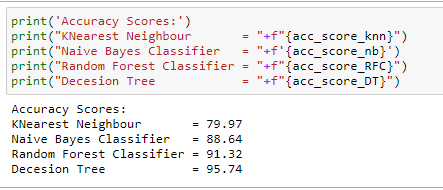 print('Accuracy Scores:')
print("KNearest Neighbour       = "+f"{acc_score_knn}")
print("Naive Bayes Classifier   = "+f'{acc_score_nb}')
print("Random Forest Classifier = "+f"{acc_score_RFC}")
print("Decesion Tree            = "+f"{acc_score_DT}")
Accuracy Scores:
KNearest Neighbour       = 79.97
Naive Bayes Classifier   = 88.64
Random Forest Classifier = 91.32
Decesion Tree            = 95.74